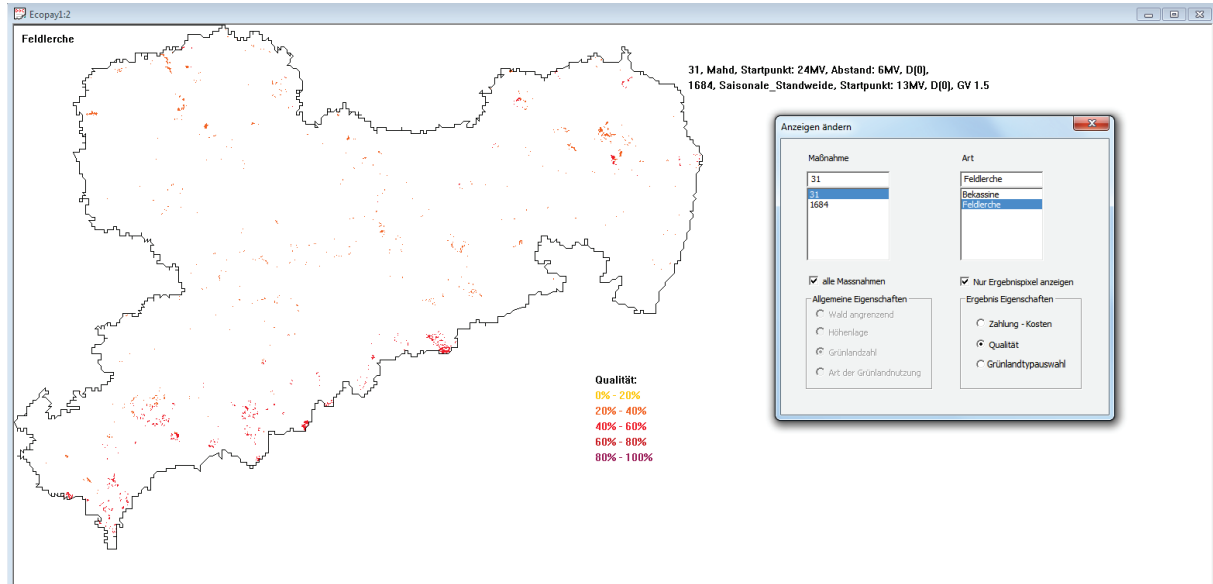 Ecopay1:2
Feldlerche
31, Mahd, Startpunkt: 24MV, Abstand: 6MV, D(0),
1684, Saisonale_Standweide, Startpunkt: 13MV, D(0), GV 1.5
Anzeigen ändern
Maßnahme
Art
31
Feldlerche
31
Bekassine
1684
Feldlerche
alle Massnahmen
Nur Ergebnispixel anzeigen
Allgemeine Eigenschaften
Ergebnis Eigenschaften
Wald angrenzend
Zahlung - Kosten
Höhenlage
Qualität
Grünlandzahl
Grünlandtypauswahl
Art der Grünlandnutzung
Qualität:
0% - 20%
20% - 40%
40% - 60%
60% - 80%
80% - 100%